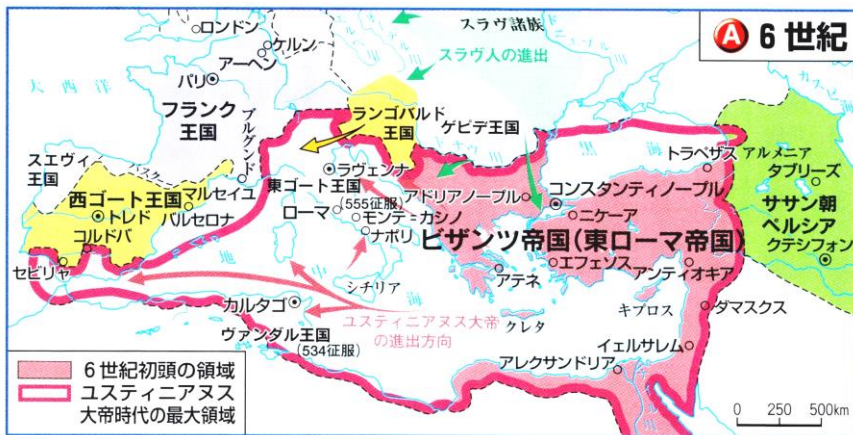 Ⓐ 6世紀
ロンドン
ケルン
アーヘン
パリ
大西洋
フランク
王国
ブルグンド
スラヴ諸族
スラヴ人の進出
ランゴバルド
王国
ゲピデ王国
黒海
カスピ海
トラペザス
アルメニア
タブリーズ
ササン朝
ペルシア
クテシフォン
スエヴィ
王国
バスク
西ゴート王国
マルセイユ
トレド
バルセロナ
コルドバ
セビリャ
ラヴェンナ
東ゴート王国
(555征服)
ローマ
モンテ=カシノ
ナポリ
アドリアノープル
コンスタンティノープル
ニケーア
ビザンツ帝国(東ローマ帝国)
エフェソス
アンティオキア
アテネ
地中海
シチリア
カルタゴ
ヴァンダル王国
(534征服)
ユスティニアヌス大帝
の進出方向
クレタ
キプロス
ダマスクス
イェルサレム
アレクサンドリア
6世紀初頭の領域
ユスティニアヌス
大帝時代の最大領域
0 250 500km